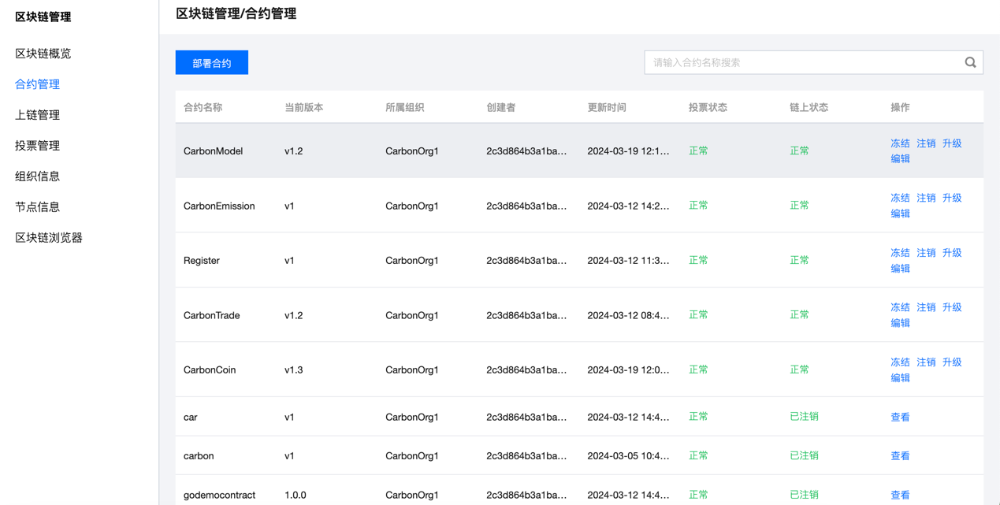 区块链管理
区块链概览
合约管理
上链管理
投票管理
组织信息
节点信息
区块链浏览器
区块链管理/合约管理
部署合约
请输入合约名称搜索
合约名称 当前版本 所属组织 创建者 更新时间 投票状态 链上状态 操作
CarbonModel v1.2 CarbonOrg1 2c3d864b3a1ba... 2024-03-19 12:1... 正常 正常 冻结 注销 升级
编辑
CarbonEmission v1 CarbonOrg1 2c3d864b3a1ba... 2024-03-12 14:2... 正常 正常 冻结 注销 升级
编辑
Register v1 CarbonOrg1 2c3d864b3a1ba... 2024-03-12 11:3... 正常 正常 冻结 注销 升级
编辑
CarbonTrade v1.2 CarbonOrg1 2c3d864b3a1ba... 2024-03-12 08:4... 正常 正常 冻结 注销 升级
编辑
CarbonCoin v1.3 CarbonOrg1 2c3d864b3a1ba... 2024-03-19 12:0... 正常 正常 冻结 注销 升级
编辑
car v1 CarbonOrg1 2c3d864b3a1ba... 2024-03-12 14:4... 正常 已注销 查看
carbon v1 CarbonOrg1 2c3d864b3a1ba... 2024-03-05 10:4... 正常 已注销 查看
godemocontract 1.0.0 CarbonOrg1 2c3d864b3a1ba... 2024-03-12 14:4... 正常 已注销 查看